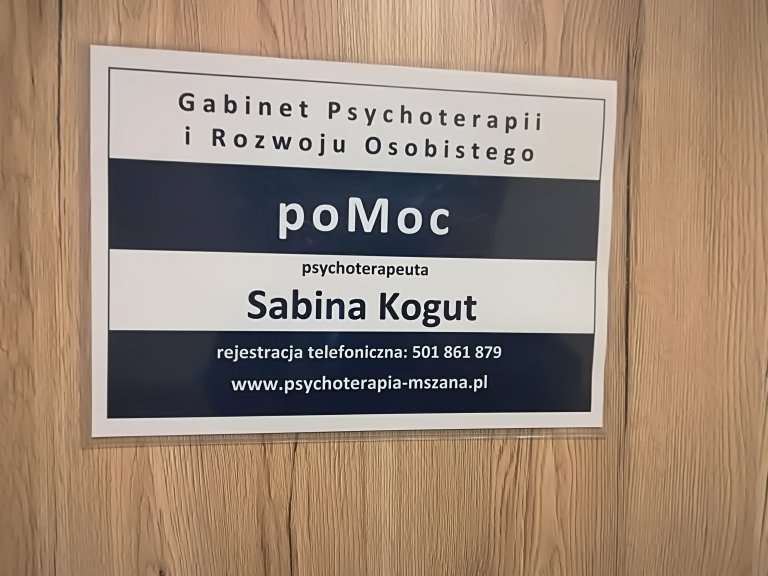 Gabinet Psychoterapii
i Rozwoju Osobistego
poMoc
psychoterapeuta
Sabina Kogut
rejestracja telefoniczna: 501 861 879
www.psychoterapia-mszana.pl